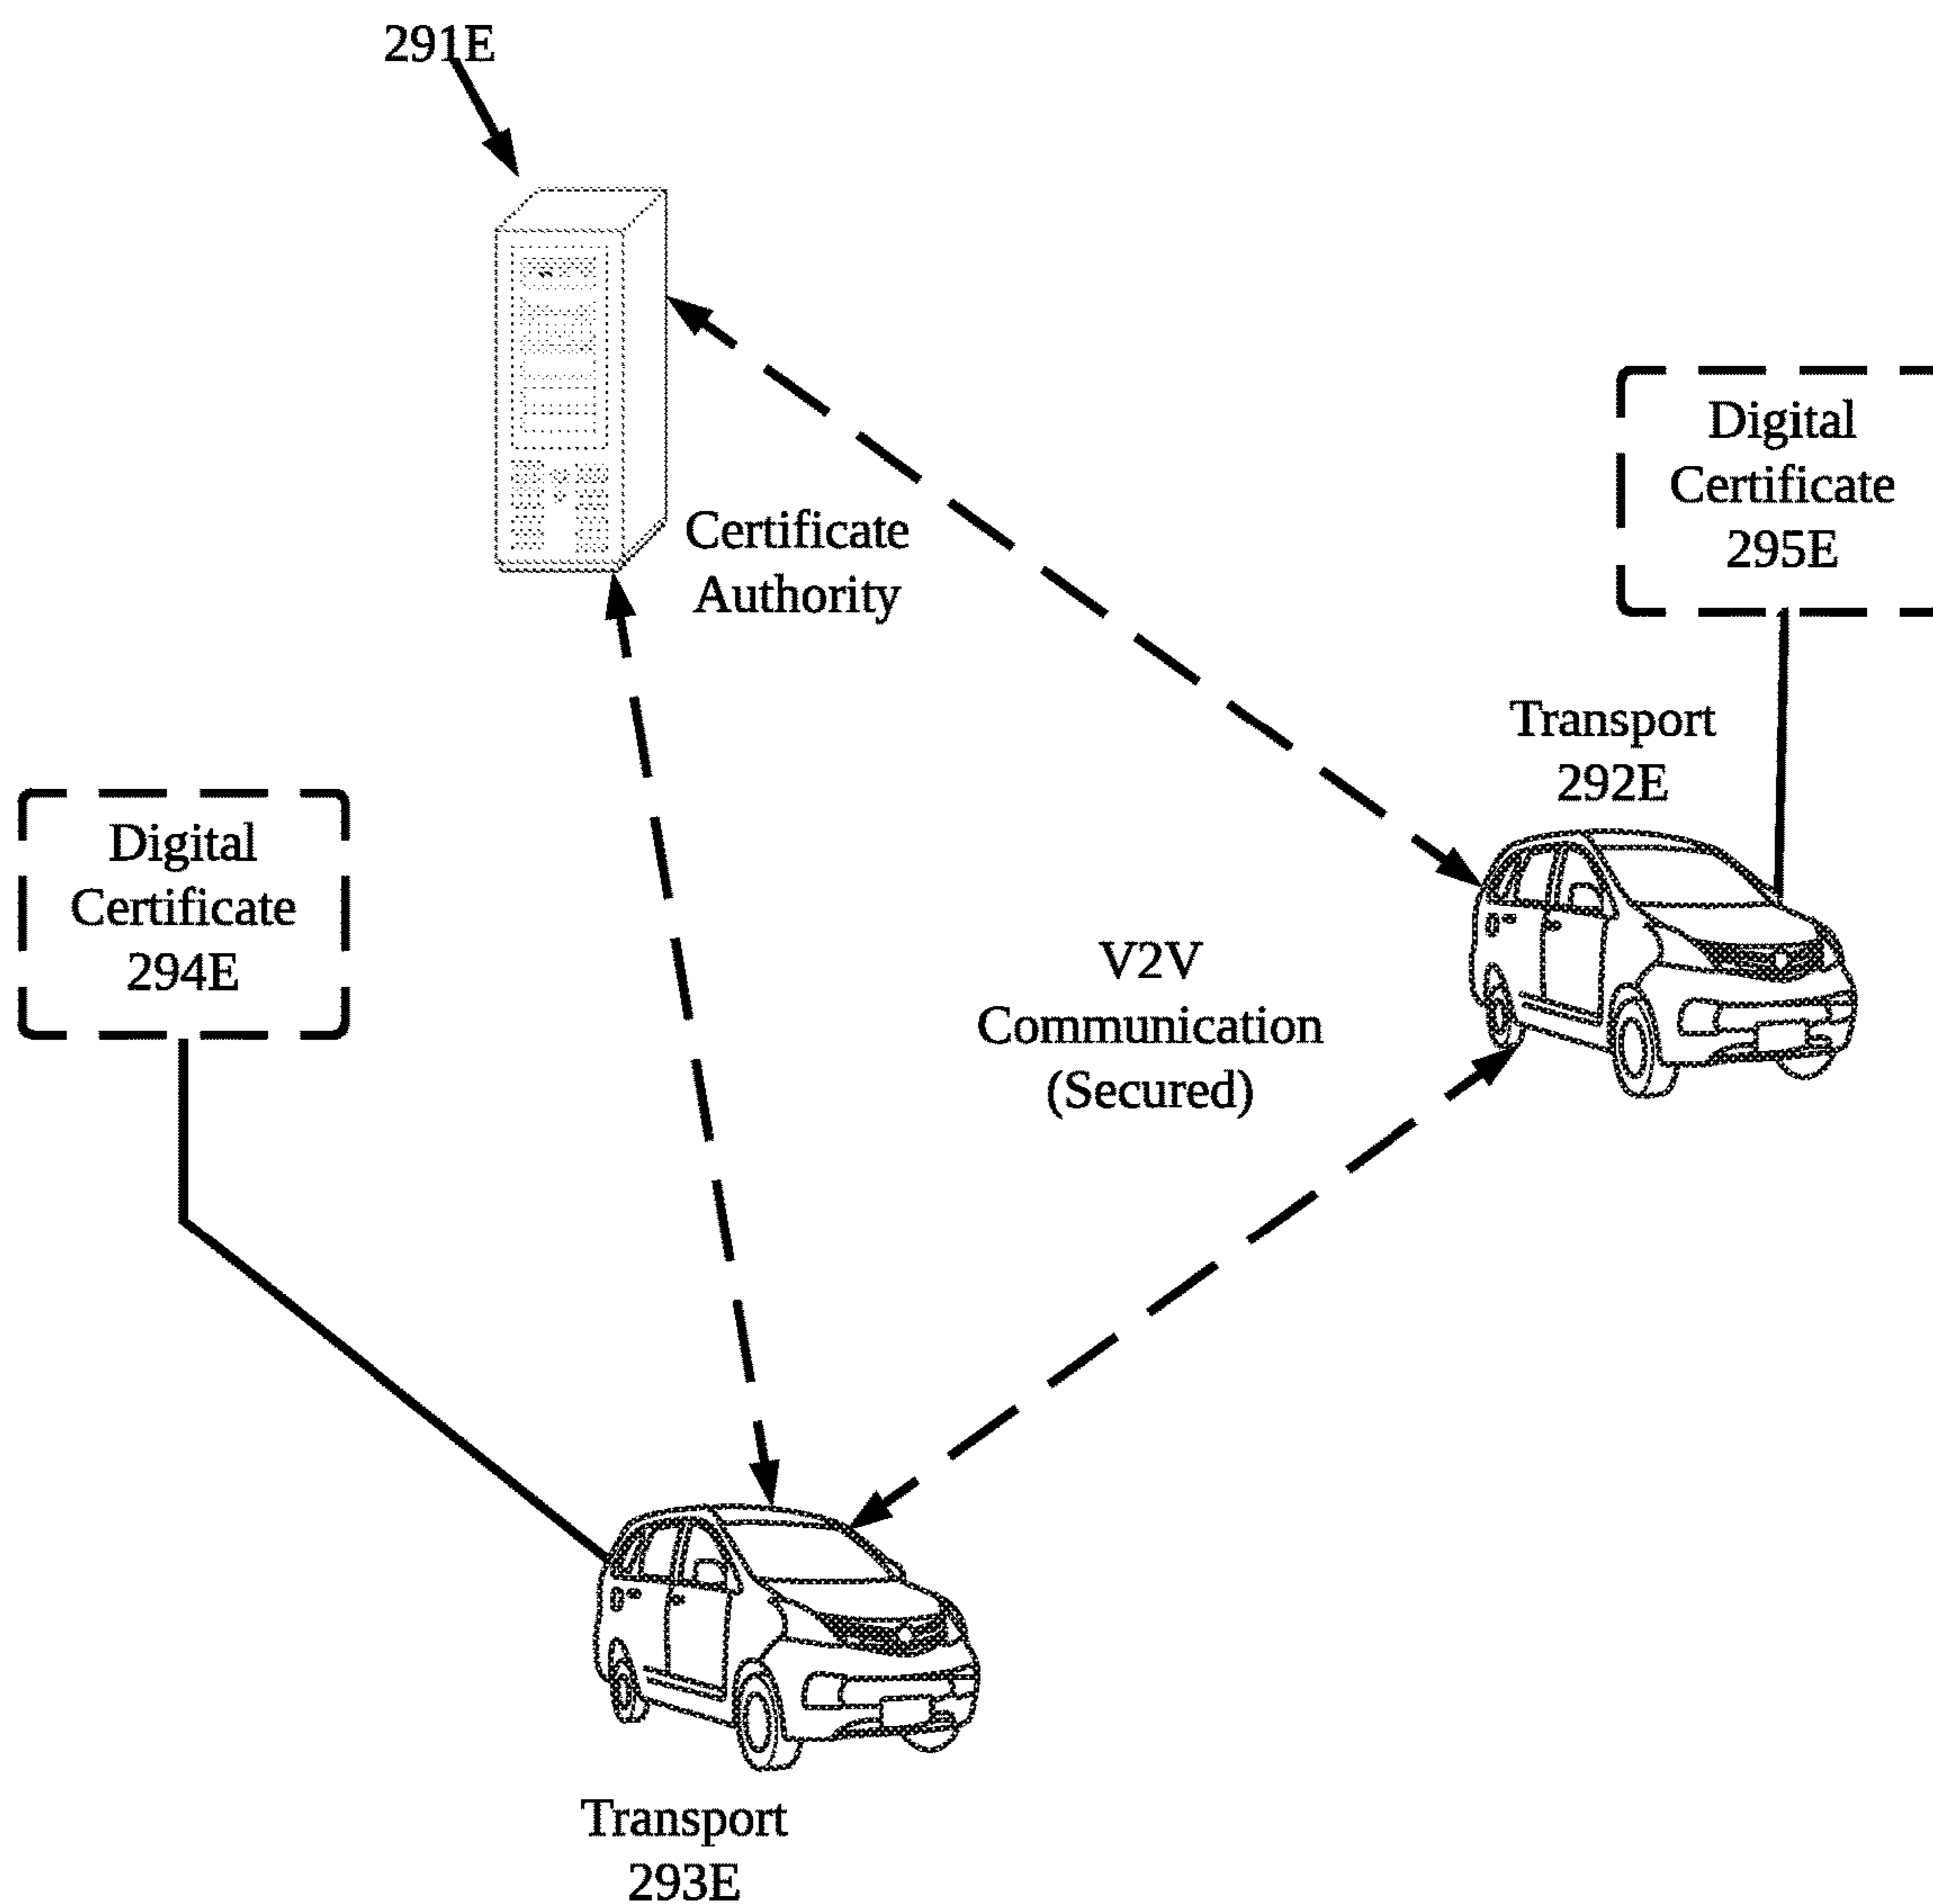 291E
Certificate
Authority
Digital
Certificate
295E
Transport
292E
Digital
Certificate
294E
V2V
Communication
(Secured)
Transport
293E